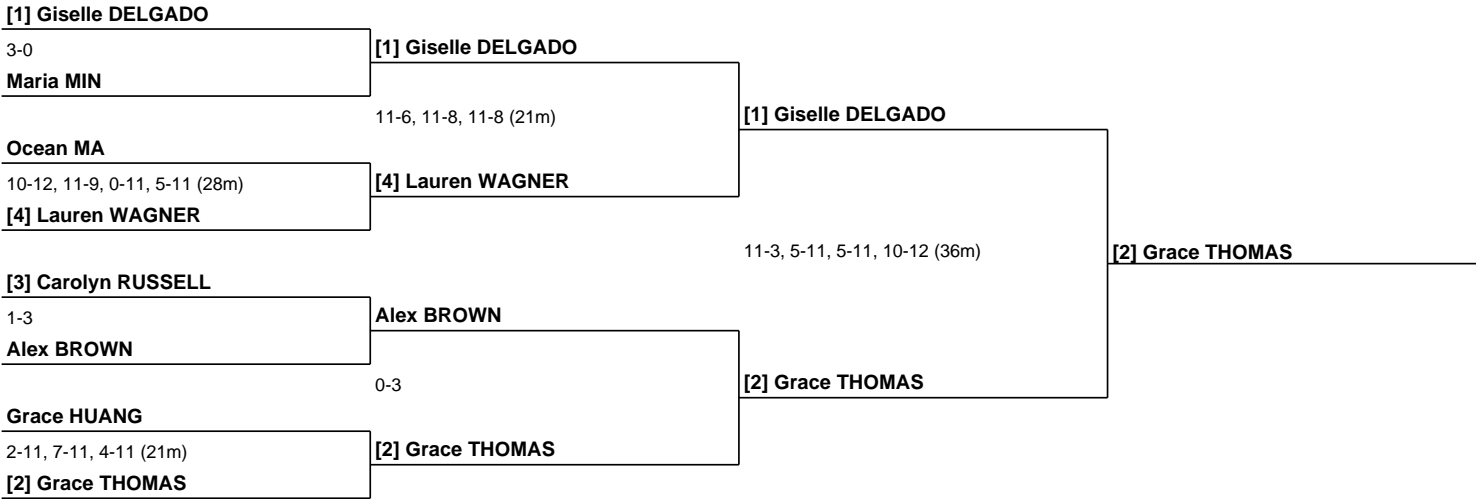 [1] Giselle DELGADO
3-0
Maria MIN
Ocean MA
10-12, 11-9, 0-11, 5-11 (28m)
[4] Lauren WAGNER
[3] Carolyn RUSSELL
1-3
Alex BROWN
Grace HUANG
2-11, 7-11, 4-11 (21m)
[2] Grace THOMAS
[1] Giselle DELGADO
11-6, 11-8, 11-8 (21m)
[4] Lauren WAGNER
Alex BROWN
0-3
[2] Grace THOMAS
[1] Giselle DELGADO
11-3, 5-11, 5-11, 10-12 (36m)
[2] Grace THOMAS
[2] Grace THOMAS